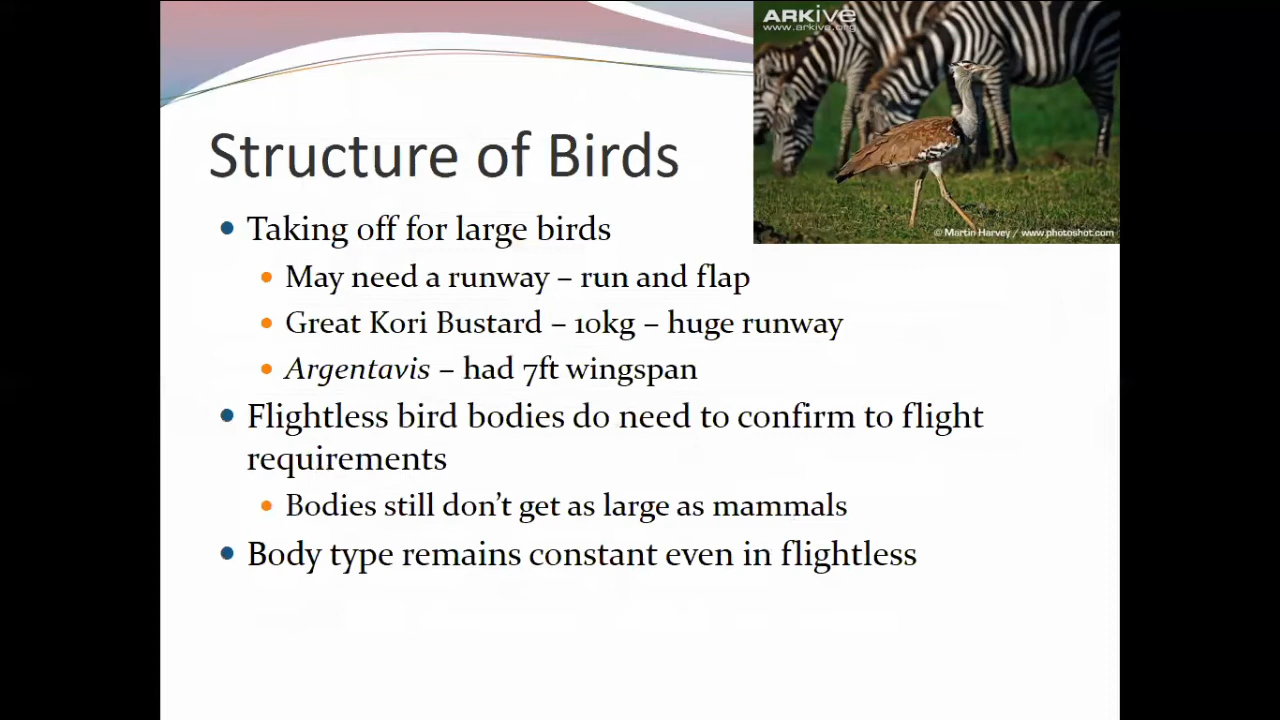 ARKive
www.arkive.org
© Martin Harvey / www.photoshot.com
Structure of Birds
• Taking off for large birds
• May need a runway – run and flap
• Great Kori Bustard – 10kg – huge runway
• Argentavis – had 7ft wingspan
• Flightless bird bodies do need to confirm to flight
requirements
• Bodies still don't get as large as mammals
• Body type remains constant even in flightless